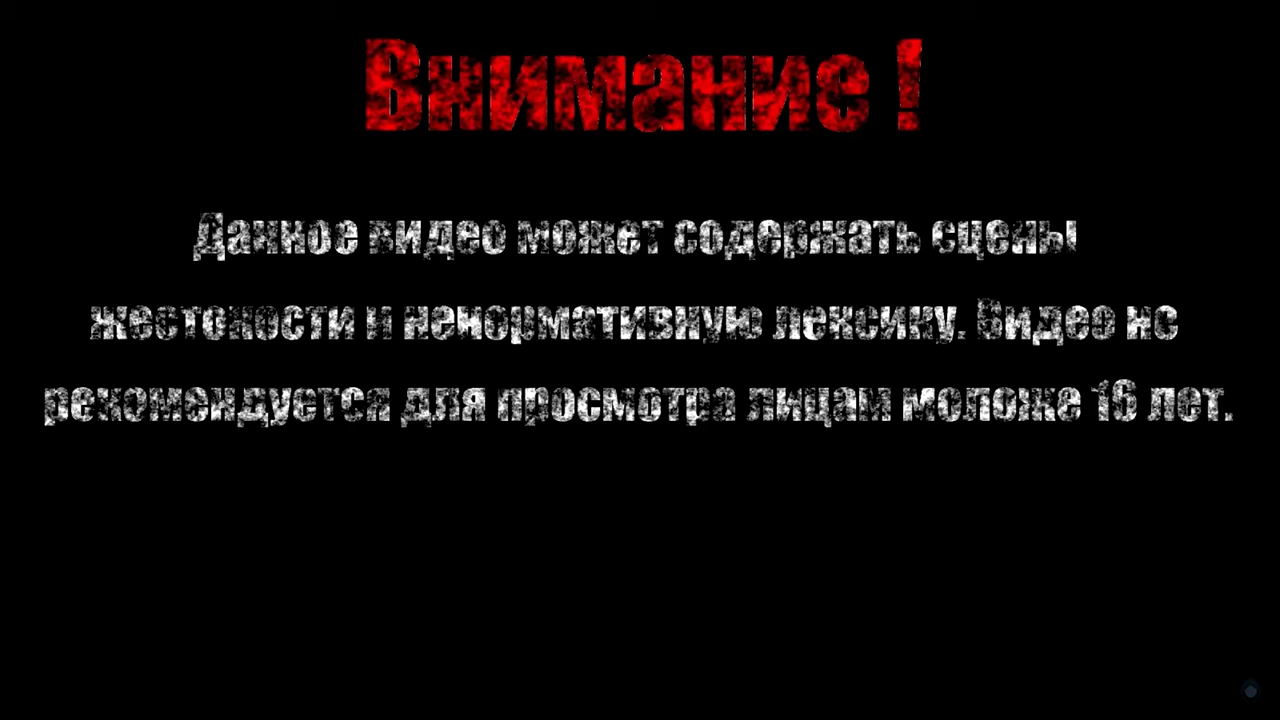 Внимание !
Данное видео может содержать сцены
жестокости и ненормативную лексику. Видео не
рекомендуется для просмотра лицам моложе 16 лет.